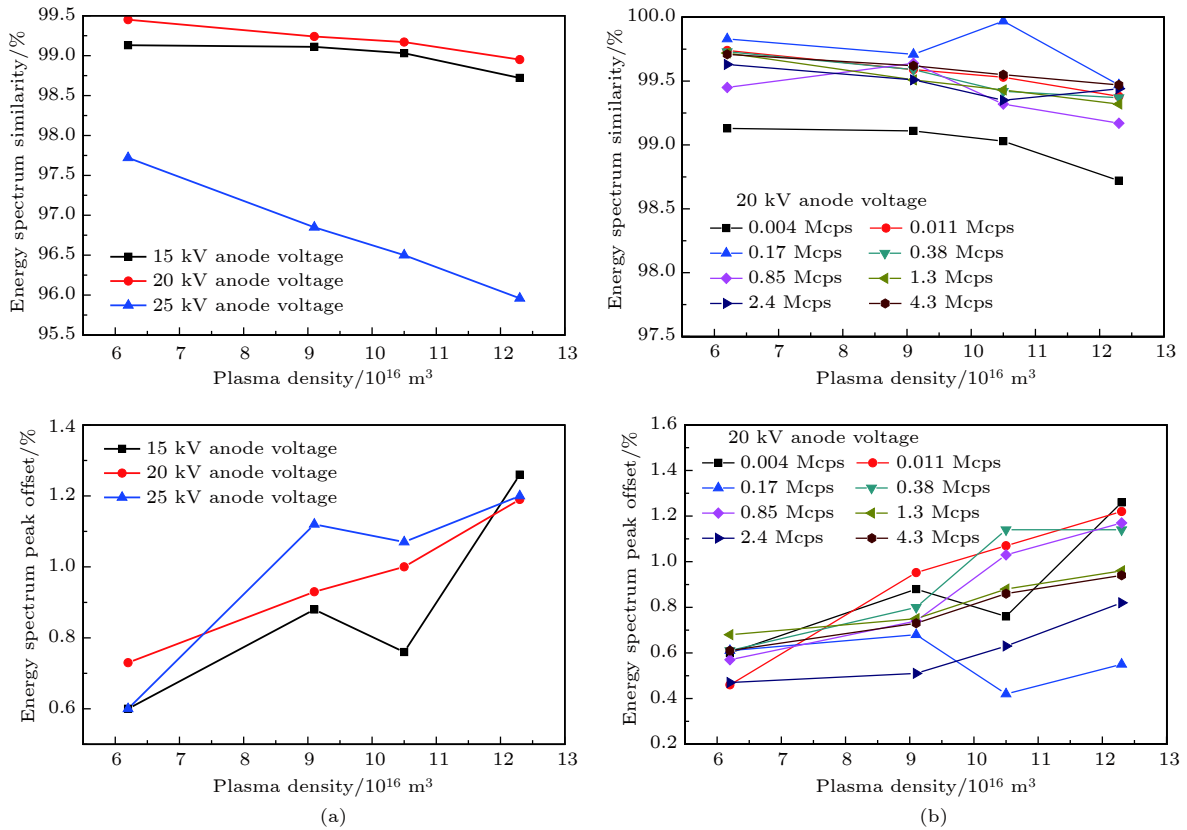 99.5
99.0
98.5
98.0
97.5
97.0
96.5
96.0
95.5
Energy spectrum similarity/%
15 kV anode voltage
20 kV anode voltage
25 kV anode voltage
6 7 8 9 10 11 12 13
Plasma density/10¹⁶ m³
100.0
99.5
99.0
98.5
98.0
97.5
Energy spectrum similarity/%
20 kV anode voltage
0.004 Mcps 0.011 Mcps
0.17 Mcps 0.38 Mcps
0.85 Mcps 1.3 Mcps
2.4 Mcps 4.3 Mcps
6 7 8 9 10 11 12 13
Plasma density/10¹⁶ m³
1.4
1.2
1.0
0.8
0.6
Energy spectrum peak offset/%
15 kV anode voltage
20 kV anode voltage
25 kV anode voltage
6 7 8 9 10 11 12 13
Plasma density/10¹⁶ m³
(a)
1.6
1.4
1.2
1.0
0.8
0.6
0.4
0.2
Energy spectrum peak offset/%
20 kV anode voltage
0.004 Mcps 0.011 Mcps
0.17 Mcps 0.38 Mcps
0.85 Mcps 1.3 Mcps
2.4 Mcps 4.3 Mcps
6 7 8 9 10 11 12 13
Plasma density/10¹⁶ m³
(b)